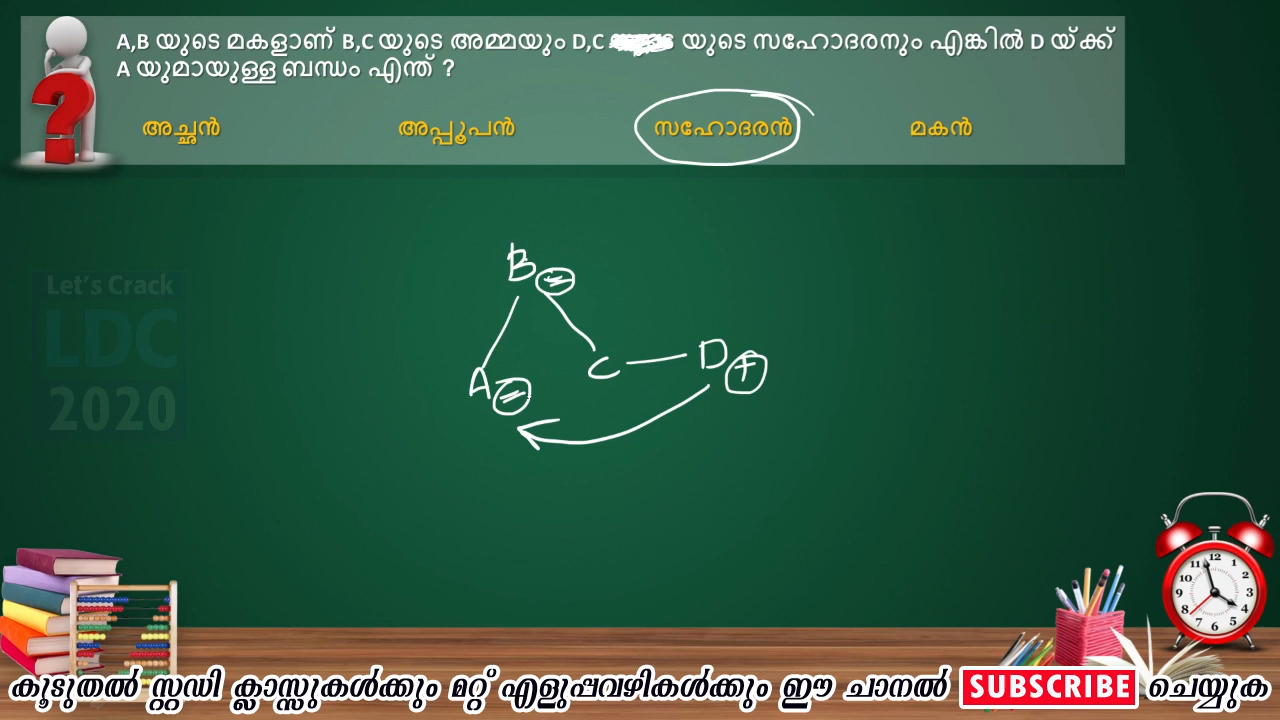 A,B യുടെ മകളാണ് B,C യുടെ അമ്മയും D,C യുടെ സഹോദരനും എങ്കിൽ D യ്ക്ക്
A യുമായുള്ള ബന്ധം എന്ത് ?
അച്ഛൻ അപ്പൂപൻ സഹോദരൻ മകൻ
B
A C D +
Let's Crack
LDC
2020
കൂടുതൽ സ്റ്റഡി ക്ലാസ്സുകൾക്കും മറ്റ് എളുപ്പവഴികൾക്കും ഈ ചാനൽ SUBSCRIBE ചെയ്യുക